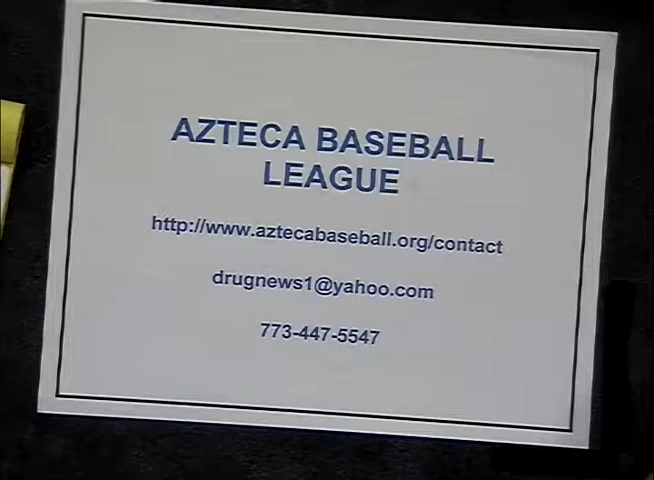 AZTECA BASEBALL
LEAGUE
http://www.aztecabaseball.org/contact
drugnews1@yahoo.com
773-447-5547